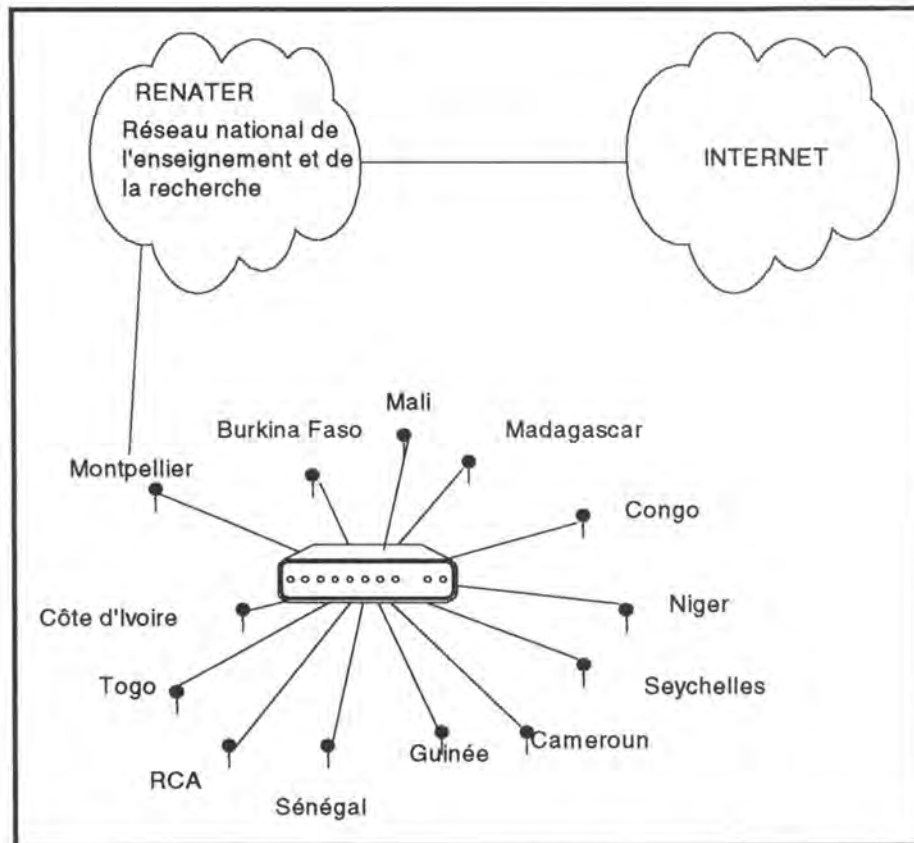 RENATER
Réseau national de
l'enseignement et de
la recherche
INTERNET
Mali
Burkina Faso
Madagascar
Montpellier
Congo
Côte d'Ivoire
Niger
Togo
Seychelles
Guinée
Cameroun
RCA
Sénégal